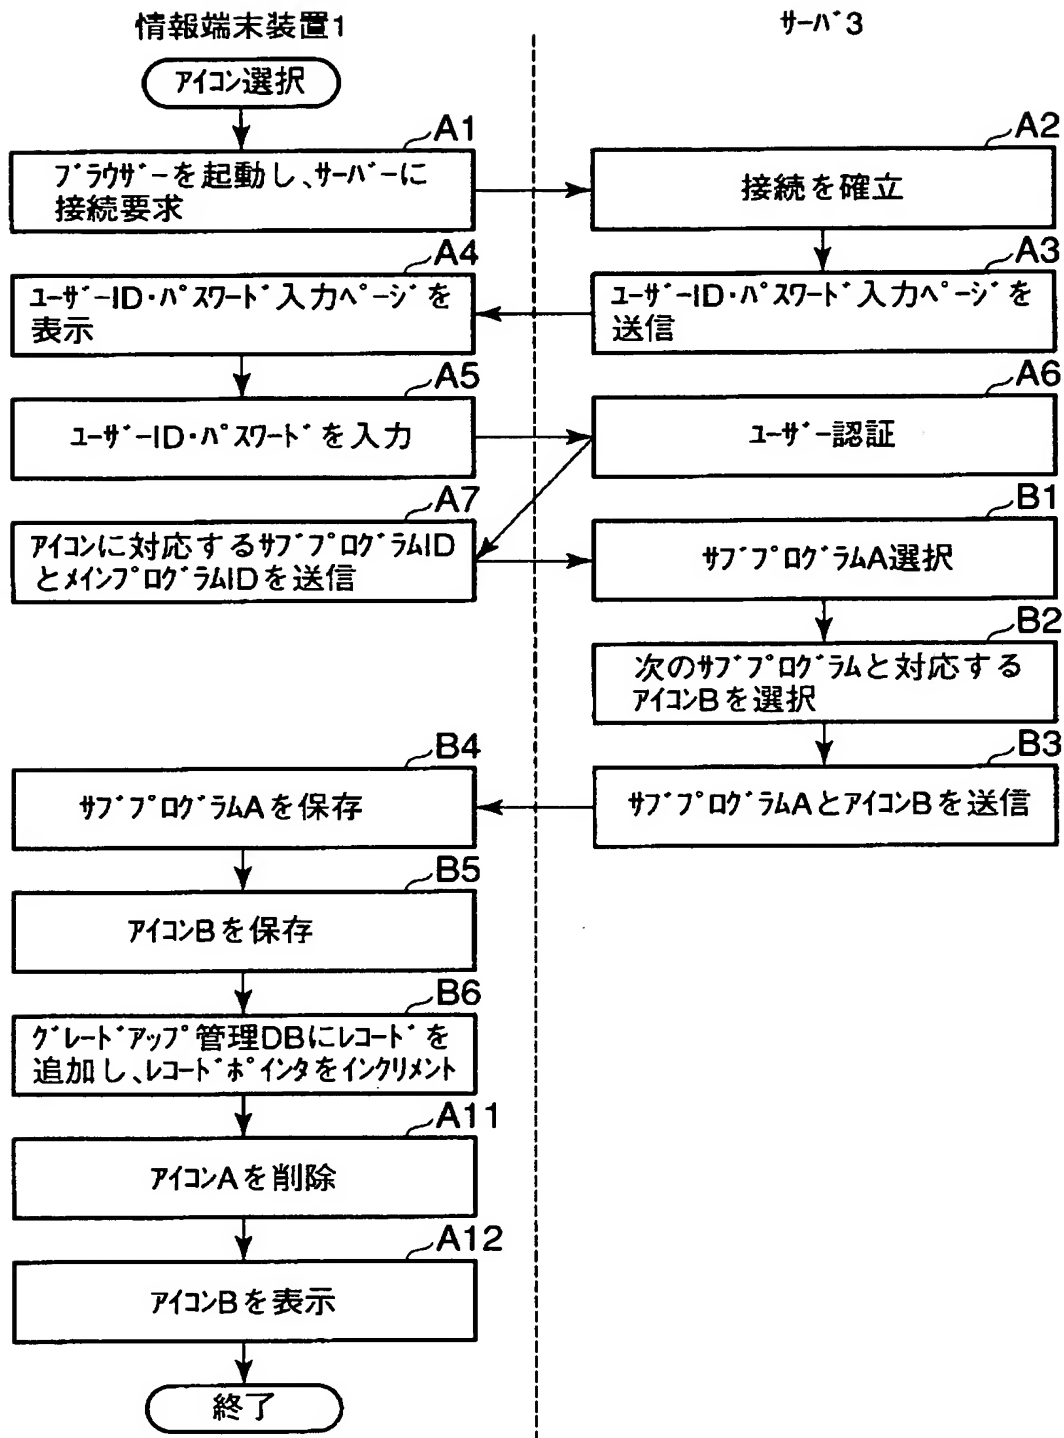 情報端末装置1
サーバ3
アイコン選択
A1
ブラウザーを起動し、サーバーに
接続要求
A2
接続を確立
A3
ユーザーID・パスワード入力ページを
送信
A4
ユーザーID・パスワード入力ページを
表示
A5
ユーザーID・パスワードを入力
A6
ユーザー認証
A7
アイコンに対応するサブプログラムID
とメインプログラムIDを送信
B1
サブプログラムA選択
B2
次のサブプログラムと対応する
アイコンBを選択
B3
サブプログラムAとアイコンBを送信
B4
サブプログラムAを保存
B5
アイコンBを保存
B6
グレードアップ管理DBにレコードを
追加し、レコードポインタをインクリメント
A11
アイコンAを削除
A12
アイコンBを表示
終了